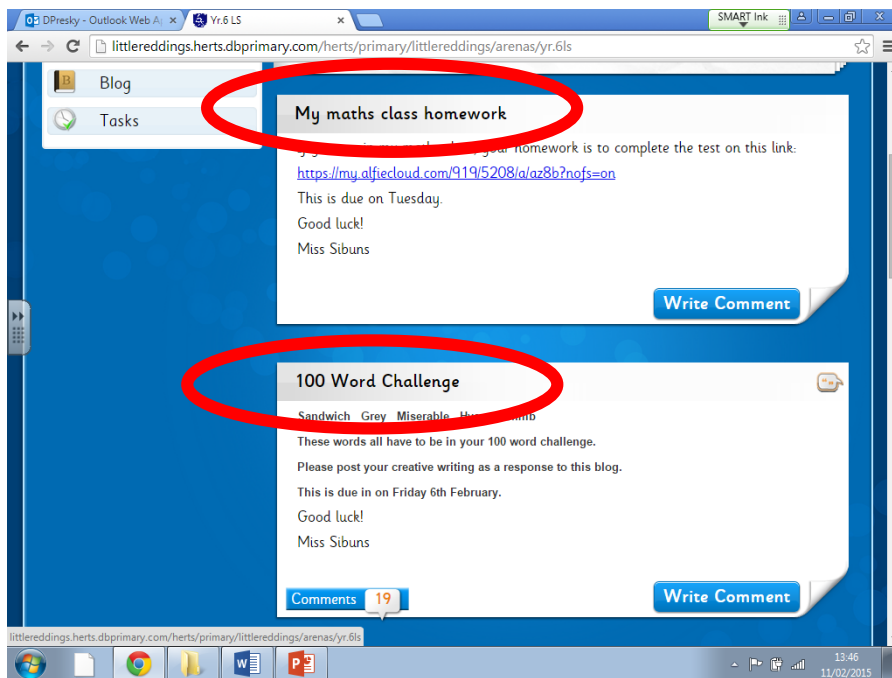 DPresky - Outlook Web A
Yr.6 LS
SMART Ink
littlereddings.herts.dbprimary.com/herts/primary/littlereddings/arenas/yr.6ls
Blog
Tasks
My maths class homework
your homework is to complete the test on this link:
https://my.alfiecloud.com/919/5208/a/az8b?nofs=on
This is due on Tuesday.
Good luck!
Miss Sibuns
Write Comment
100 Word Challenge
Sandwich Grey Miserable
These words all have to be in your 100 word challenge.
Please post your creative writing as a response to this blog.
This is due in on Friday 6th February.
Good luck!
Miss Sibuns
Comments 19
Write Comment
littlereddings.herts.dbprimary.com/herts/primary/littlereddings/arenas/yr.6ls
13:46
11/02/2015